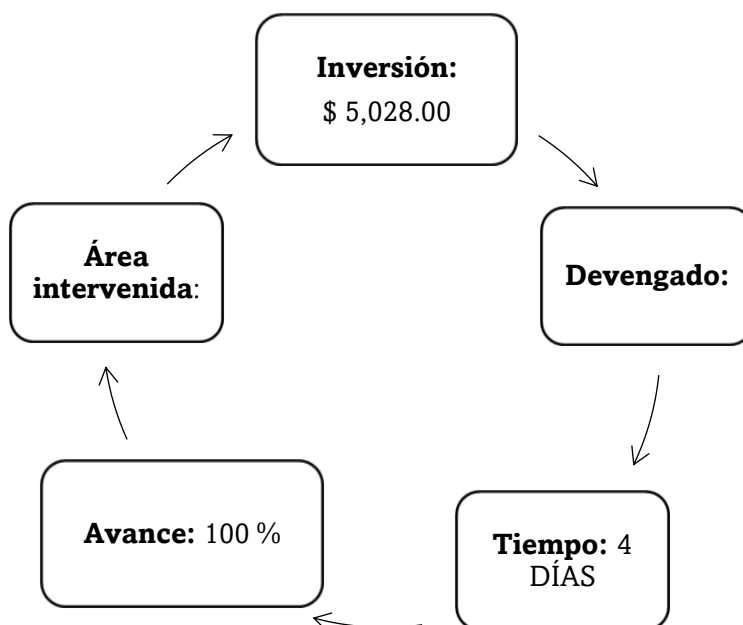 Inversión:
$ 5,028.00
Devengado:
Tiempo: 4
DÍAS
Avance: 100 %
Área
intervenida: